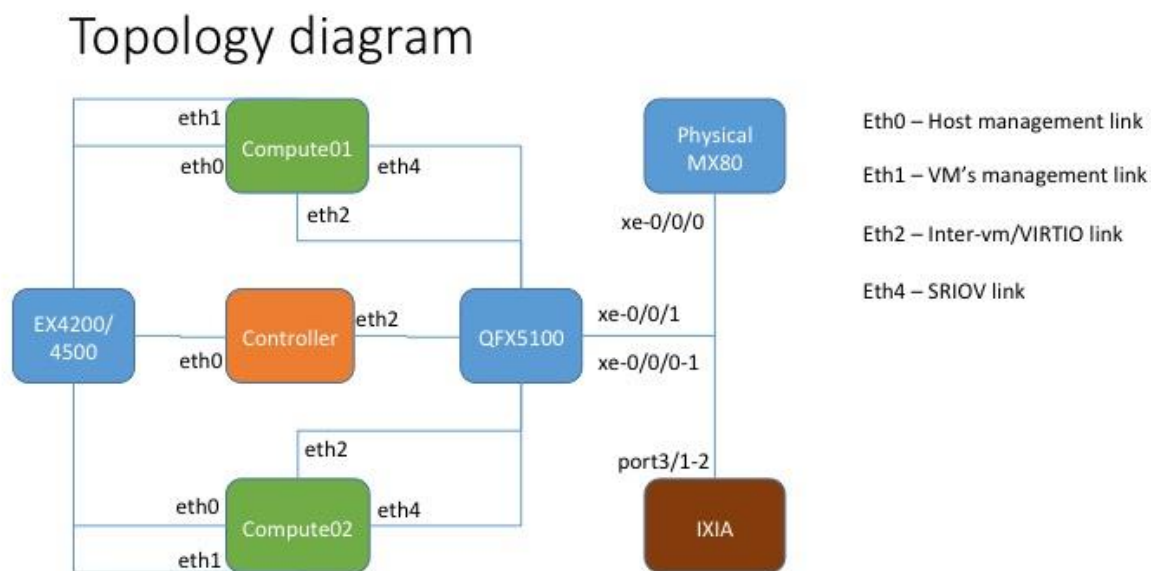 Topology diagram
eth1
Compute01
eth0
eth4
eth2
Physical
MX80
xe-0/0/0
Eth0 – Host management link
Eth1 – VM's management link
Eth2 – Inter-vm/VIRTIO link
Eth4 – SRIOV link
EX4200/
4500
eth0
Controller
eth2
QFX5100
xe-0/0/1
xe-0/0/0-1
eth2
eth0
Compute02
eth4
eth1
port3/1-2
IXIA